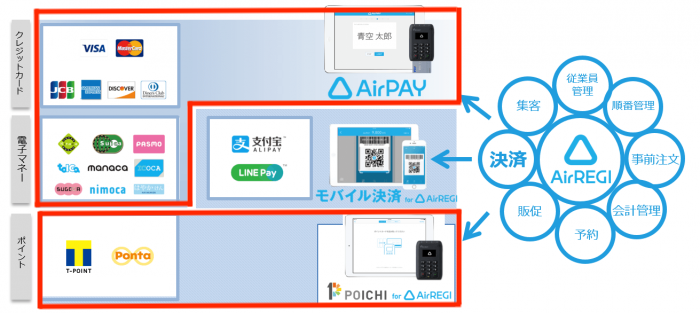 クレジットカード
VISA
MasterCard
JCB
AMERICAN EXPRESS
DISCOVER
Diners Club
青空 太郎
AirPAY
電子マネー
Suica
PASMO
manaca
ICOCA
SUGOCA
nimoca
支付宝
ALIPAY
LINE Pay
モバイル決済 for AirREGI
ポイント
T-POINT
Ponta
POICHI for AirREGI
従業員
管理
集客
順番管理
決済
AirREGI
事前注文
販促
会計管理
予約